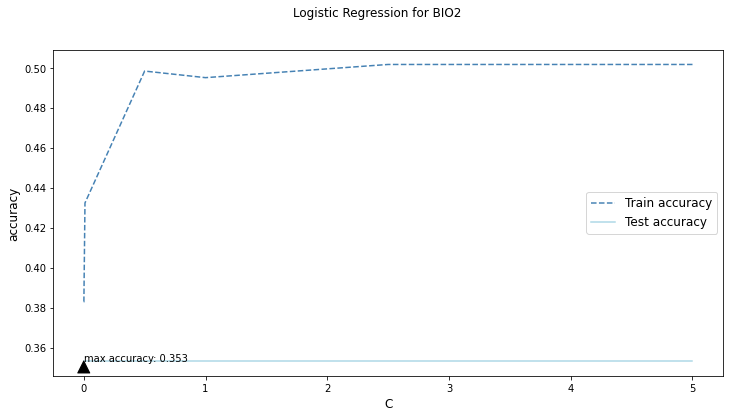 Logistic Regression for BIO2
0.50
0.48
0.46
0.44
0.42
0.40
0.38
0.36
accuracy
Train accuracy
Test accuracy
max accuracy: 0.353
0 1 2 3 4 5
C